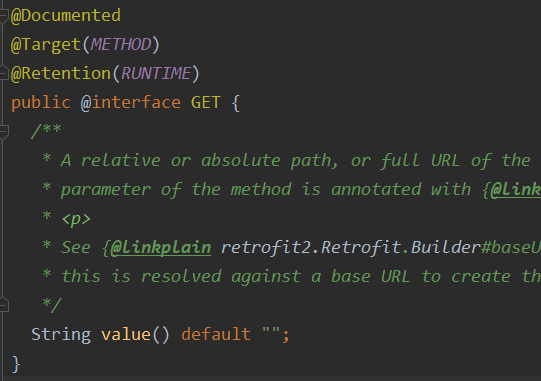 @Documented
@Target(METHOD)
@Retention(RUNTIME)
public @interface GET {
/**
* A relative or absolute path, or full URL of the
* parameter of the method is annotated with {@link
* <p>
* See {@linkplain retrofit2.Retrofit.Builder#baseU
* this is resolved against a base URL to create th
*/
String value() default "";
}